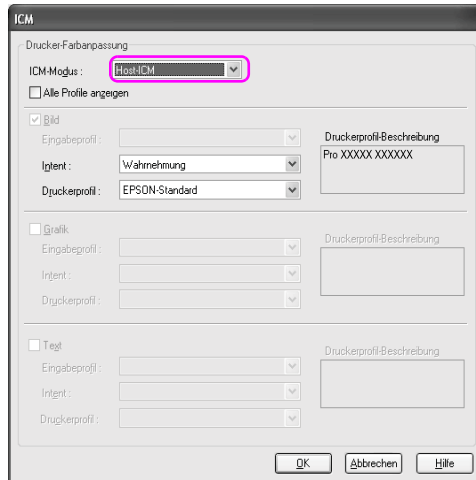 ICM
Drucker-Farbanpassung
ICM-Modus : Host-ICM
Alle Profile anzeigen
Bild
Eingabeprofil :
Druckerprofil-Beschreibung
Intent : Wahrnehmung
Pro XXXXX XXXXXX
Druckerprofil : EPSON-Standard
Grafik
Eingabeprofil :
Druckerprofil-Beschreibung
Intent :
Druckerprofil :
Text
Eingabeprofil :
Druckerprofil-Beschreibung
Intent :
Druckerprofil :
OK Abbrechen Hilfe